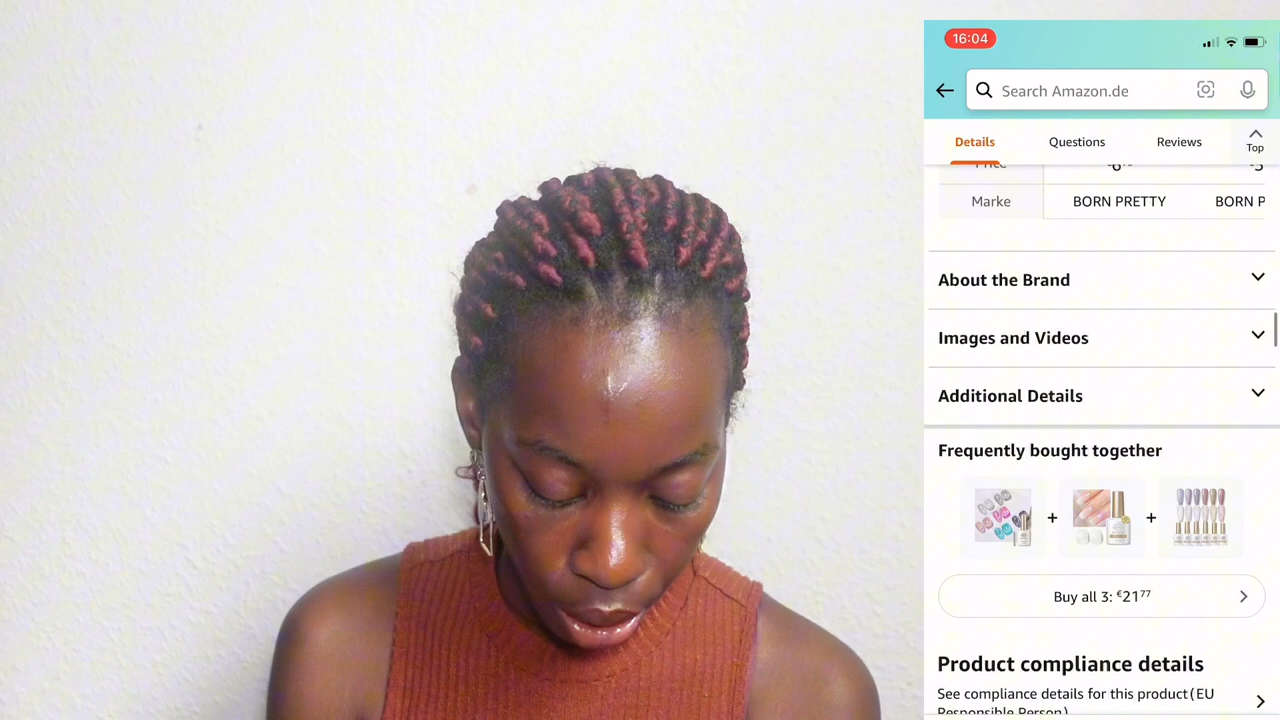 16:04
Search Amazon.de
Details
Questions
Reviews
Top
Marke
BORN PRETTY
BORN P
About the Brand
Images and Videos
Additional Details
Frequently bought together
+
+
Buy all 3: €21⁷⁷
Product compliance details
See compliance details for this product(EU
Responsible Person)